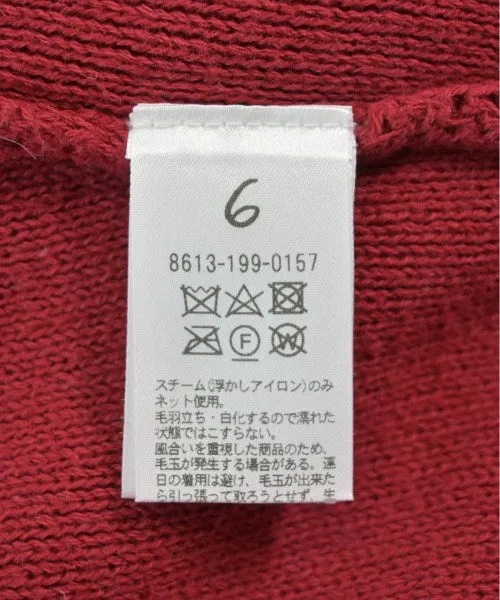 6
8613-199-0157
F
W
スチーム(浮かしアイロン)のみ
ネット使用。
毛羽立ち・白化するので濡れた
状態ではこすらない。
風合いを重視した商品のため、
毛玉が発生する場合がある。連
日の着用は避け、毛玉が出来た
ら引っ張って取ろうとせず、生